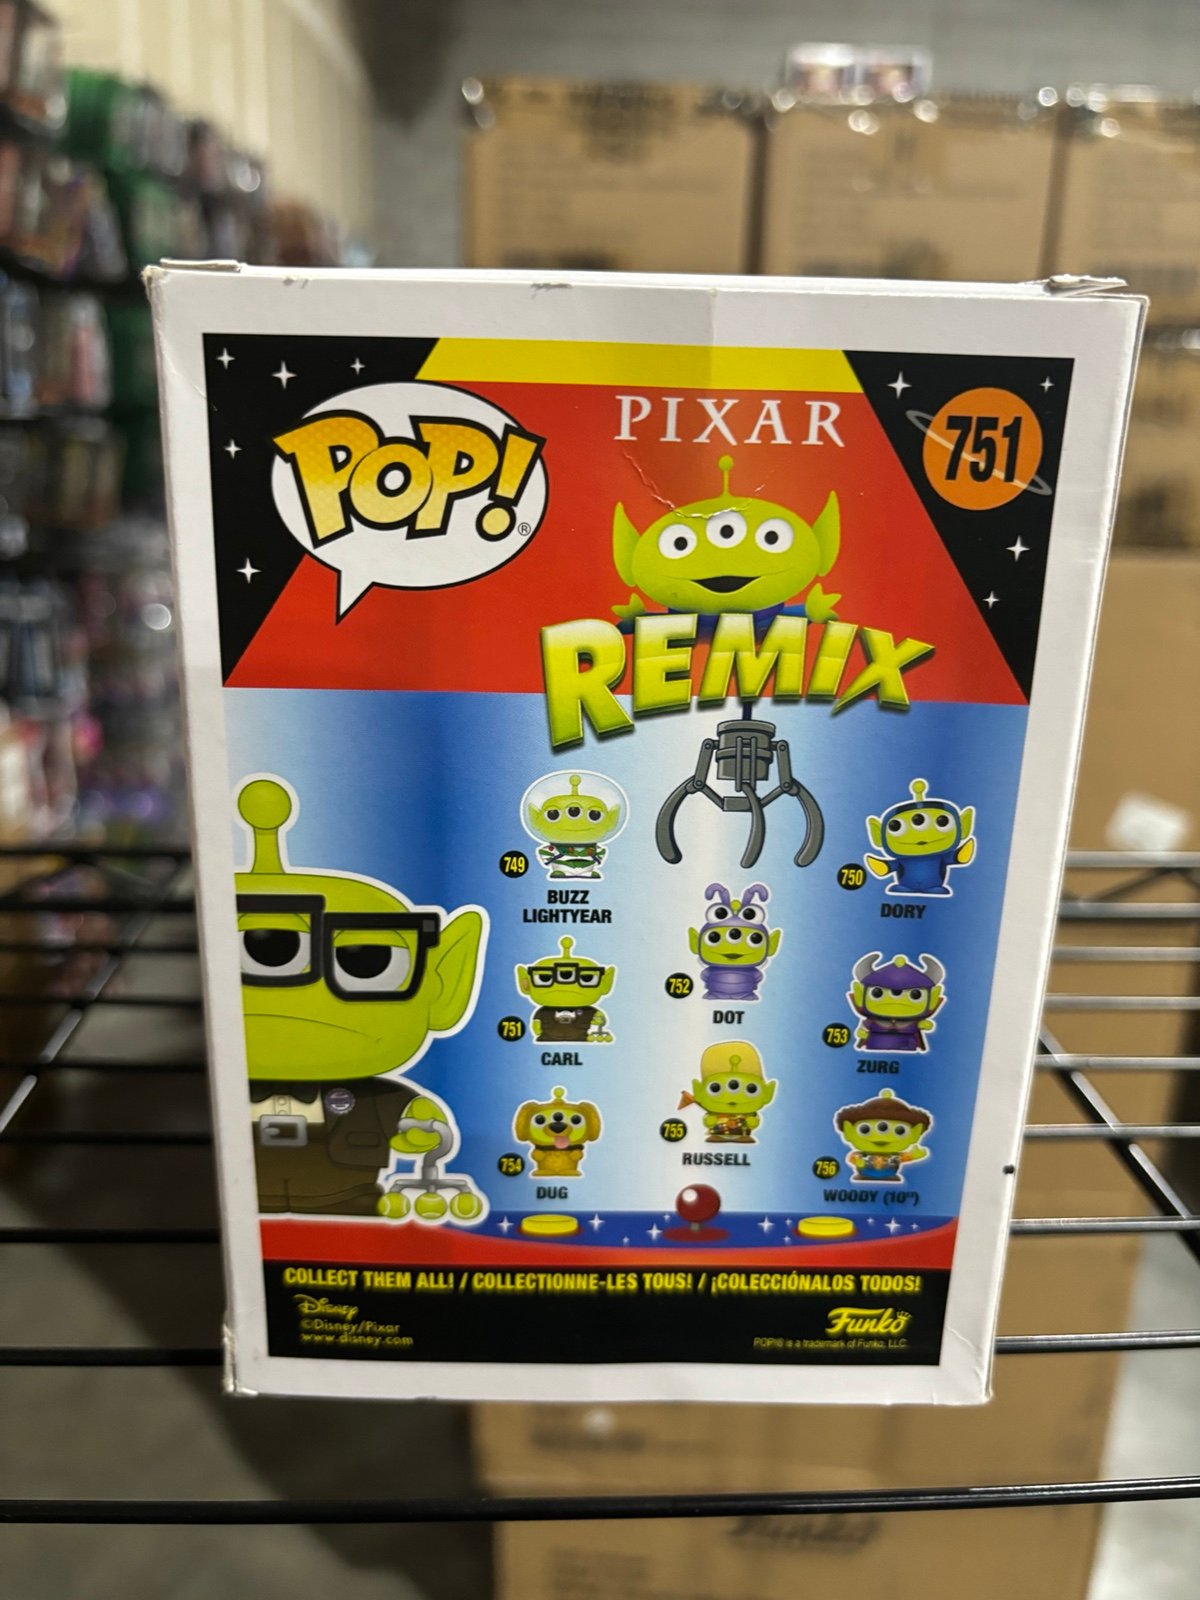 POP!®
PIXAR
751
REMIX
749
BUZZ
LIGHTYEAR
750
DORY
752
DOT
751
CARL
753
ZURG
754
DUG
755
RUSSELL
756
WOODY (10")
COLLECT THEM ALL! / COLLECTIONNE-LES TOUS! / ¡COLECCIÓNALOS TODOS!
Disney
©Disney/Pixar
www.disney.com
Funko
POP!® is a trademark of Funko, LLC